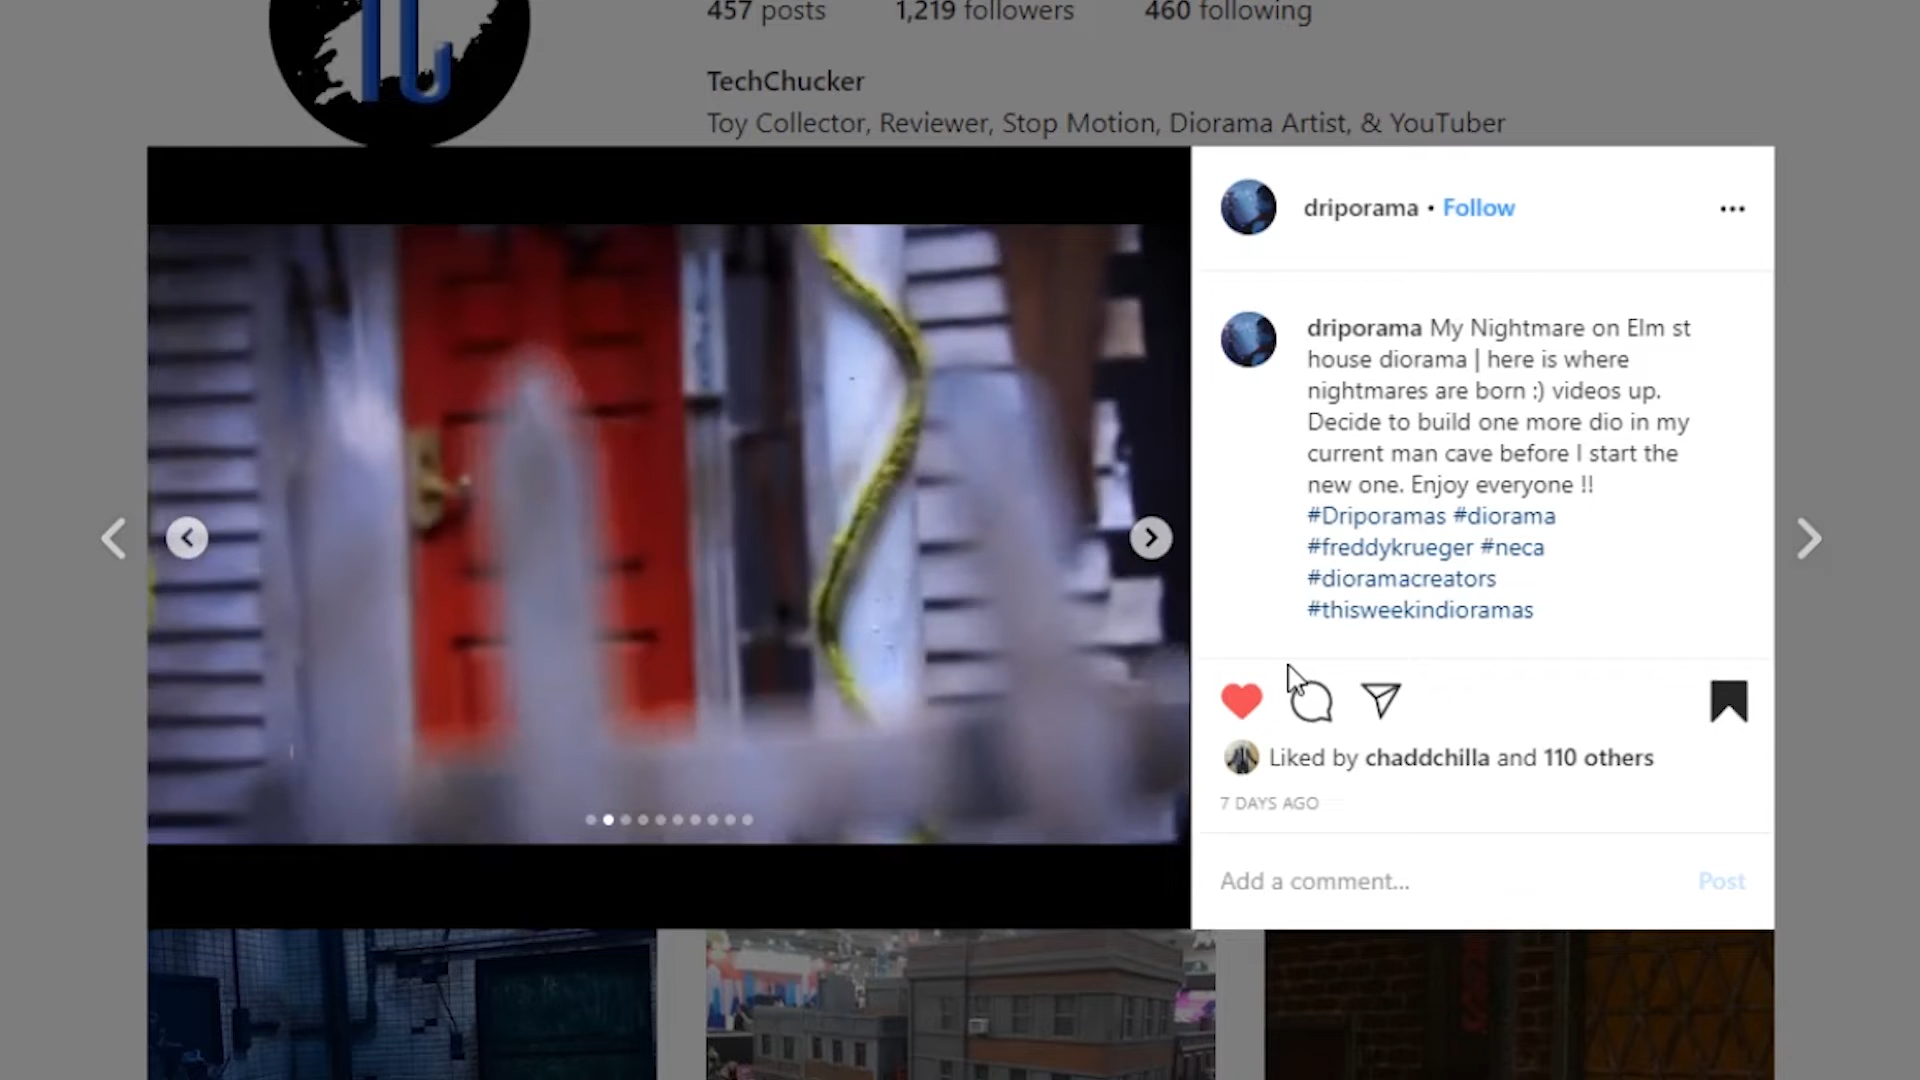 457 posts 1,219 followers 460 following
TechChucker
Toy Collector, Reviewer, Stop Motion, Diorama Artist, & YouTuber
driporama • Follow
driporama My Nightmare on Elm st
house diorama | here is where
nightmares are born :) videos up.
Decide to build one more dio in my
current man cave before I start the
new one. Enjoy everyone !!
#Driporamas #diorama
#freddykrueger #neca
#dioramacreators
#thisweekindioramas
Liked by chaddchilla and 110 others
7 DAYS AGO
Add a comment... Post